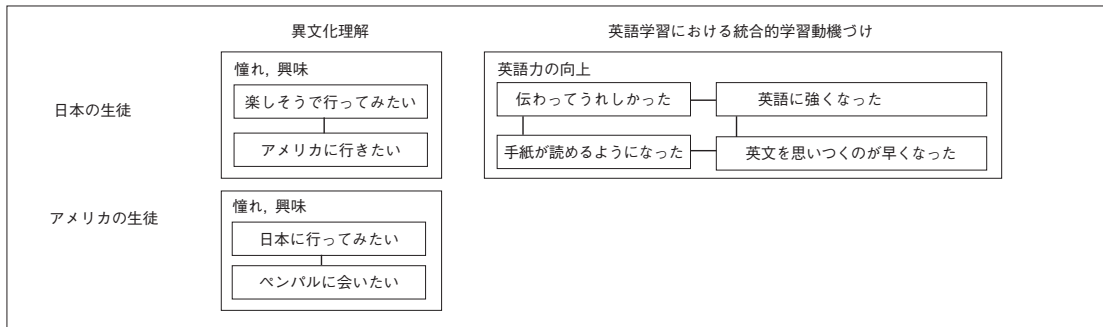 異文化理解
英語学習における統合的学習動機づけ
日本の生徒
憧れ, 興味
楽しそうで行ってみたい
アメリカに行きたい
英語力の向上
伝わってうれしかった
英語に強くなった
手紙が読めるようになった
英文を思いつくのが早くなった
アメリカの生徒
憧れ, 興味
日本に行ってみたい
ペンパルに会いたい